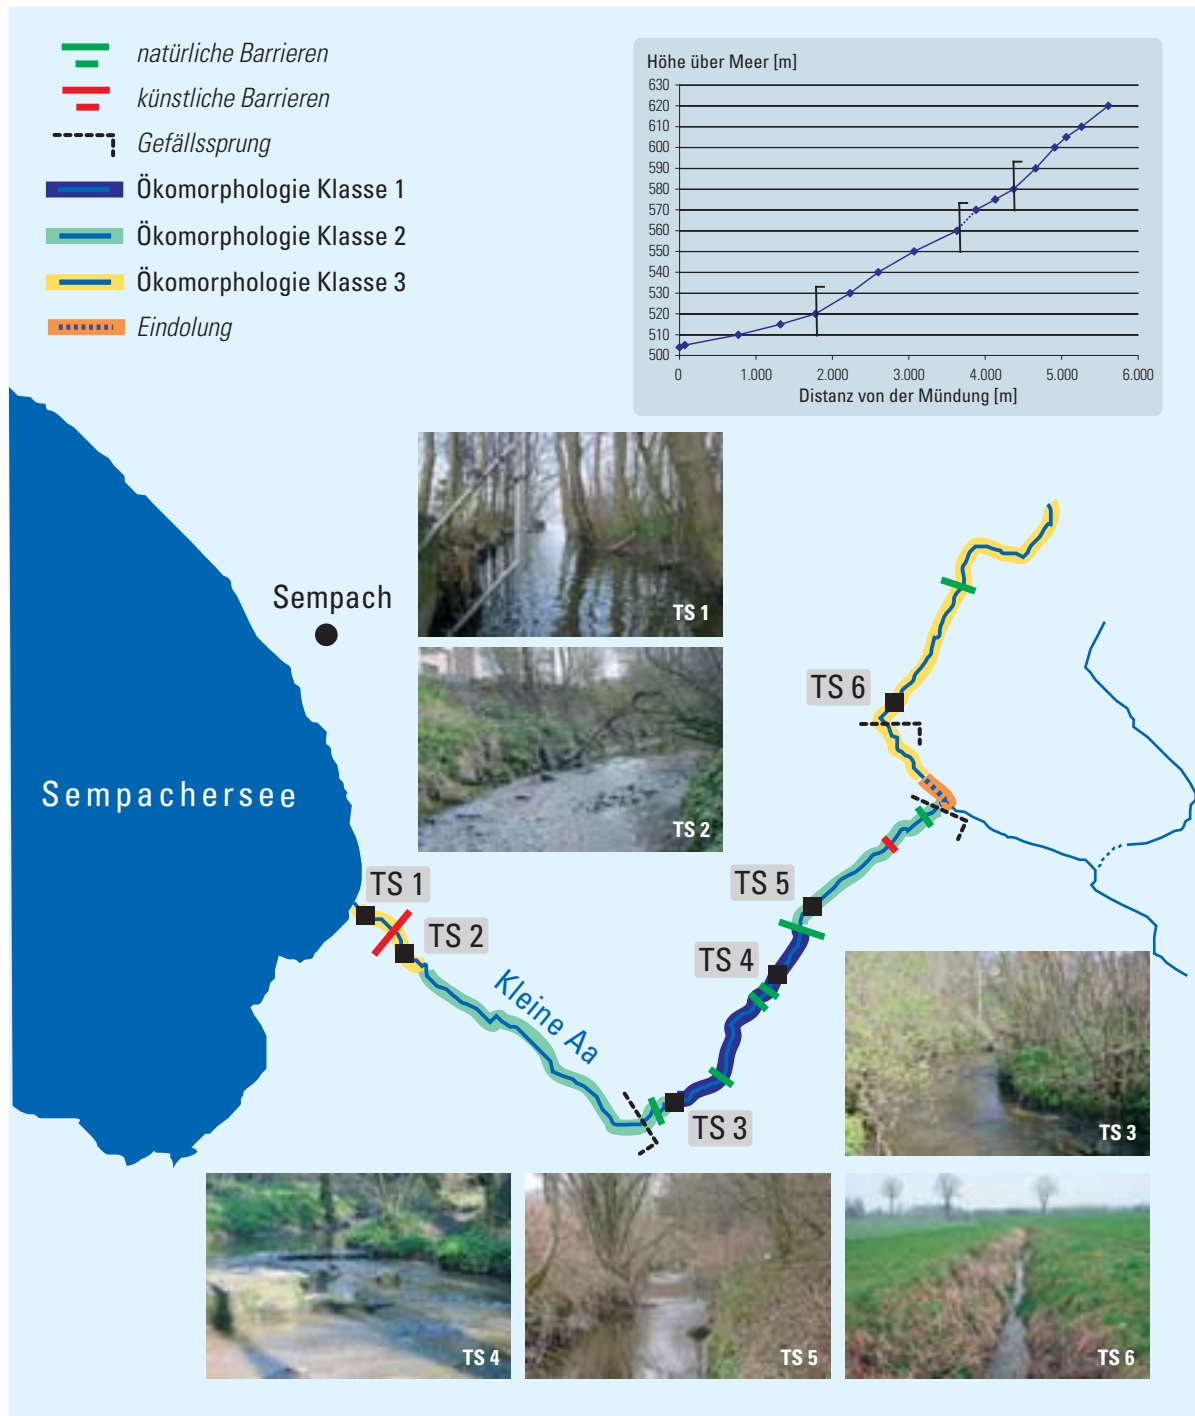 natürliche Barrieren
künstliche Barrieren
Gefällssprung
Ökomorphologie Klasse 1
Ökomorphologie Klasse 2
Ökomorphologie Klasse 3
Eindolung
Höhe über Meer [m]
630
620
610
600
590
580
570
560
550
540
530
520
510
500
0
1.000
2.000
3.000
4.000
5.000
6.000
Distanz von der Mündung [m]
TS 1
Sempach
TS 2
TS 6
Sempachersee
TS 1
TS 2
TS 5
TS 4
Kleine Aa
TS 3
TS 3
TS 4
TS 5
TS 6